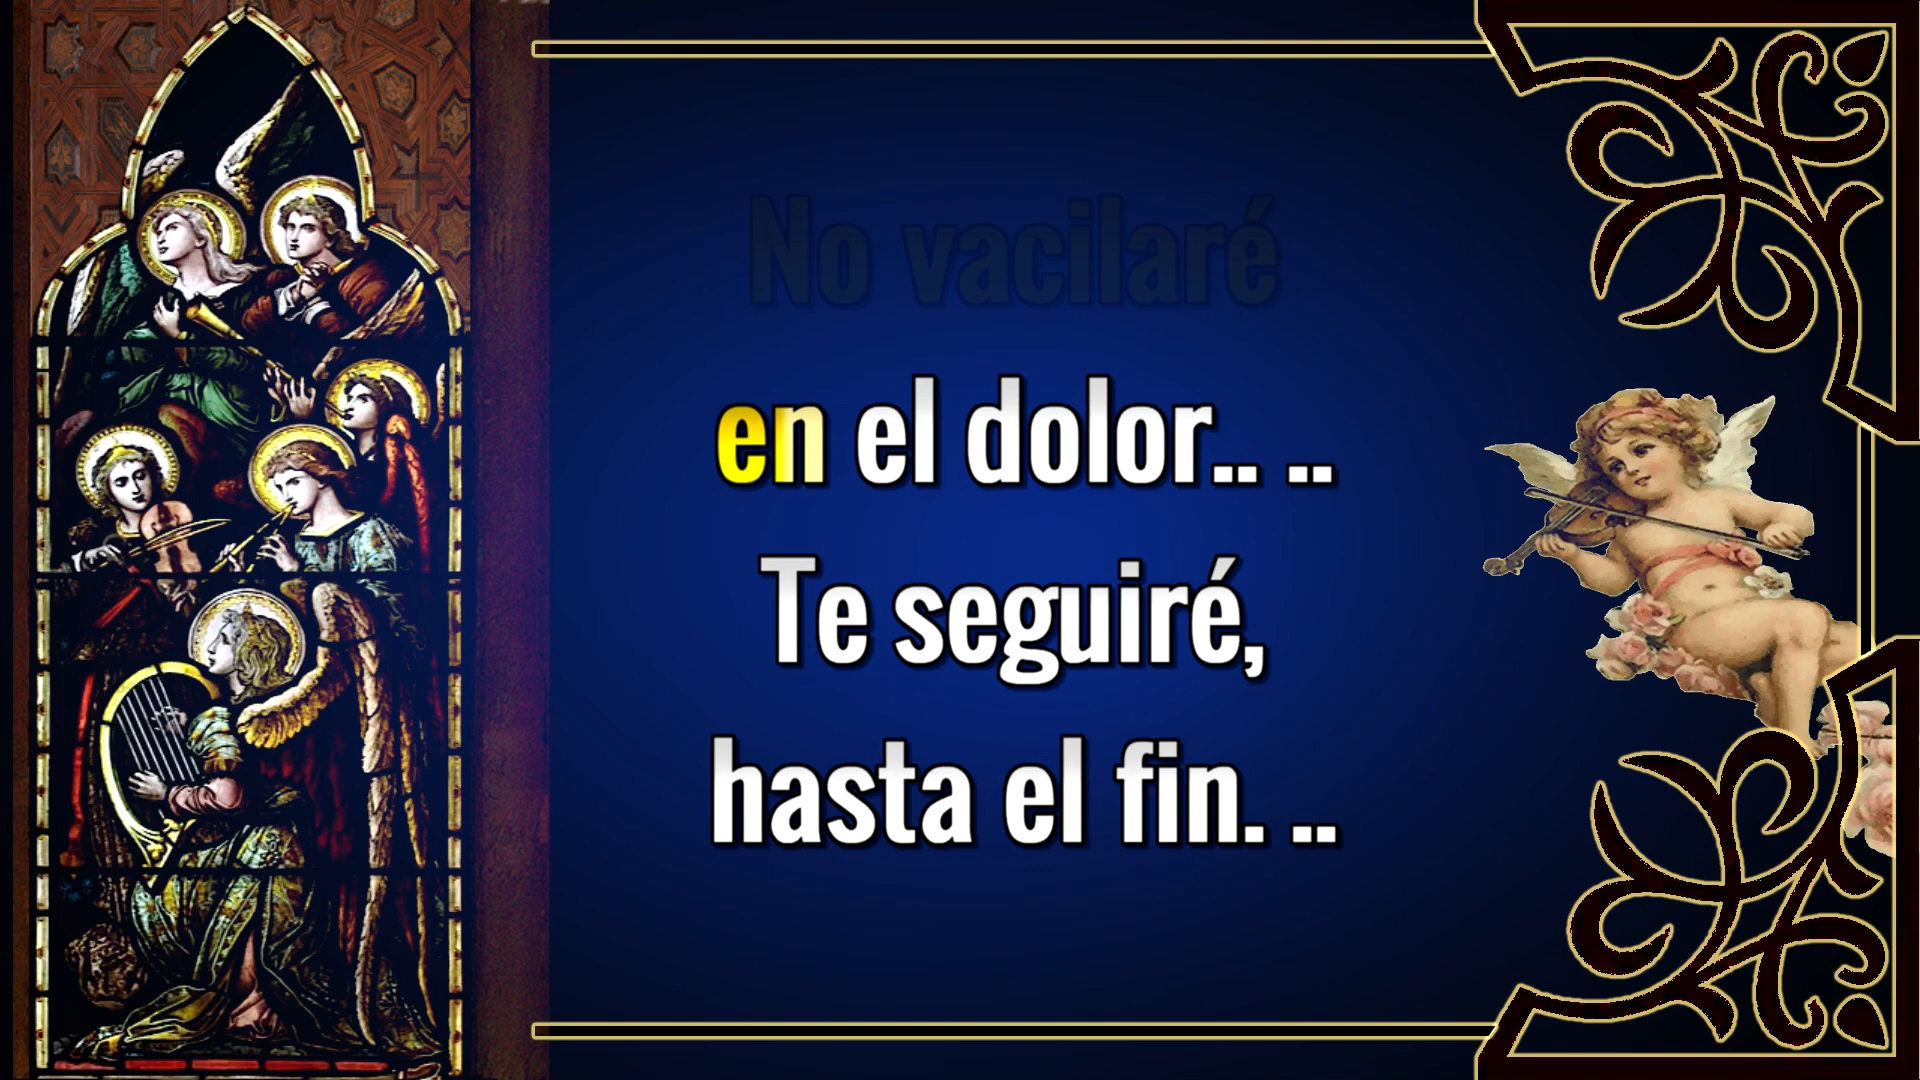 No vacilaré
en el dolor.. ..
Te seguiré,
hasta el fin. ..